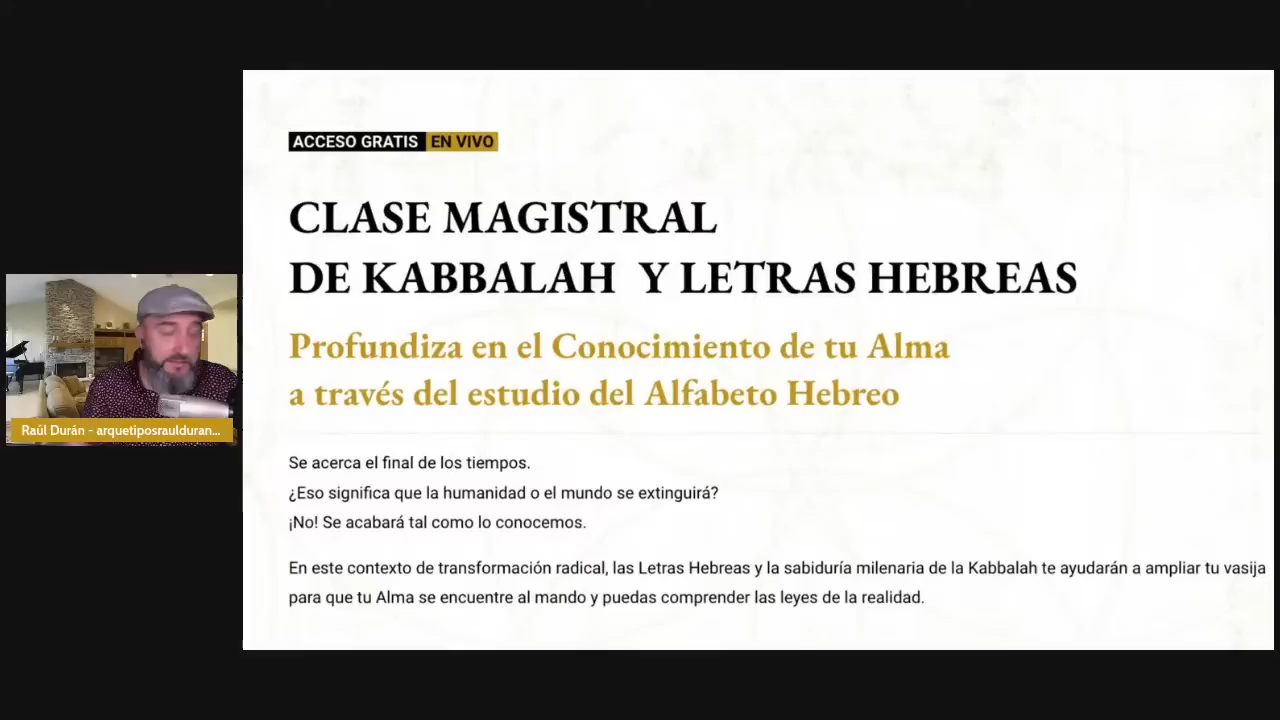 ACCESO GRATIS EN VIVO
CLASE MAGISTRAL
DE KABBALAH Y LETRAS HEBREAS
Profundiza en el Conocimiento de tu Alma
a través del estudio del Alfabeto Hebreo
Se acerca el final de los tiempos.
¿Eso significa que la humanidad o el mundo se extinguirá?
¡No! Se acabará tal como lo conocemos.
En este contexto de transformación radical, las Letras Hebreas y la sabiduría milenaria de la Kabbalah te ayudarán a ampliar tu vasija
para que tu Alma se encuentre al mando y puedas comprender las leyes de la realidad.
Raúl Durán - arquetiposraulduran...